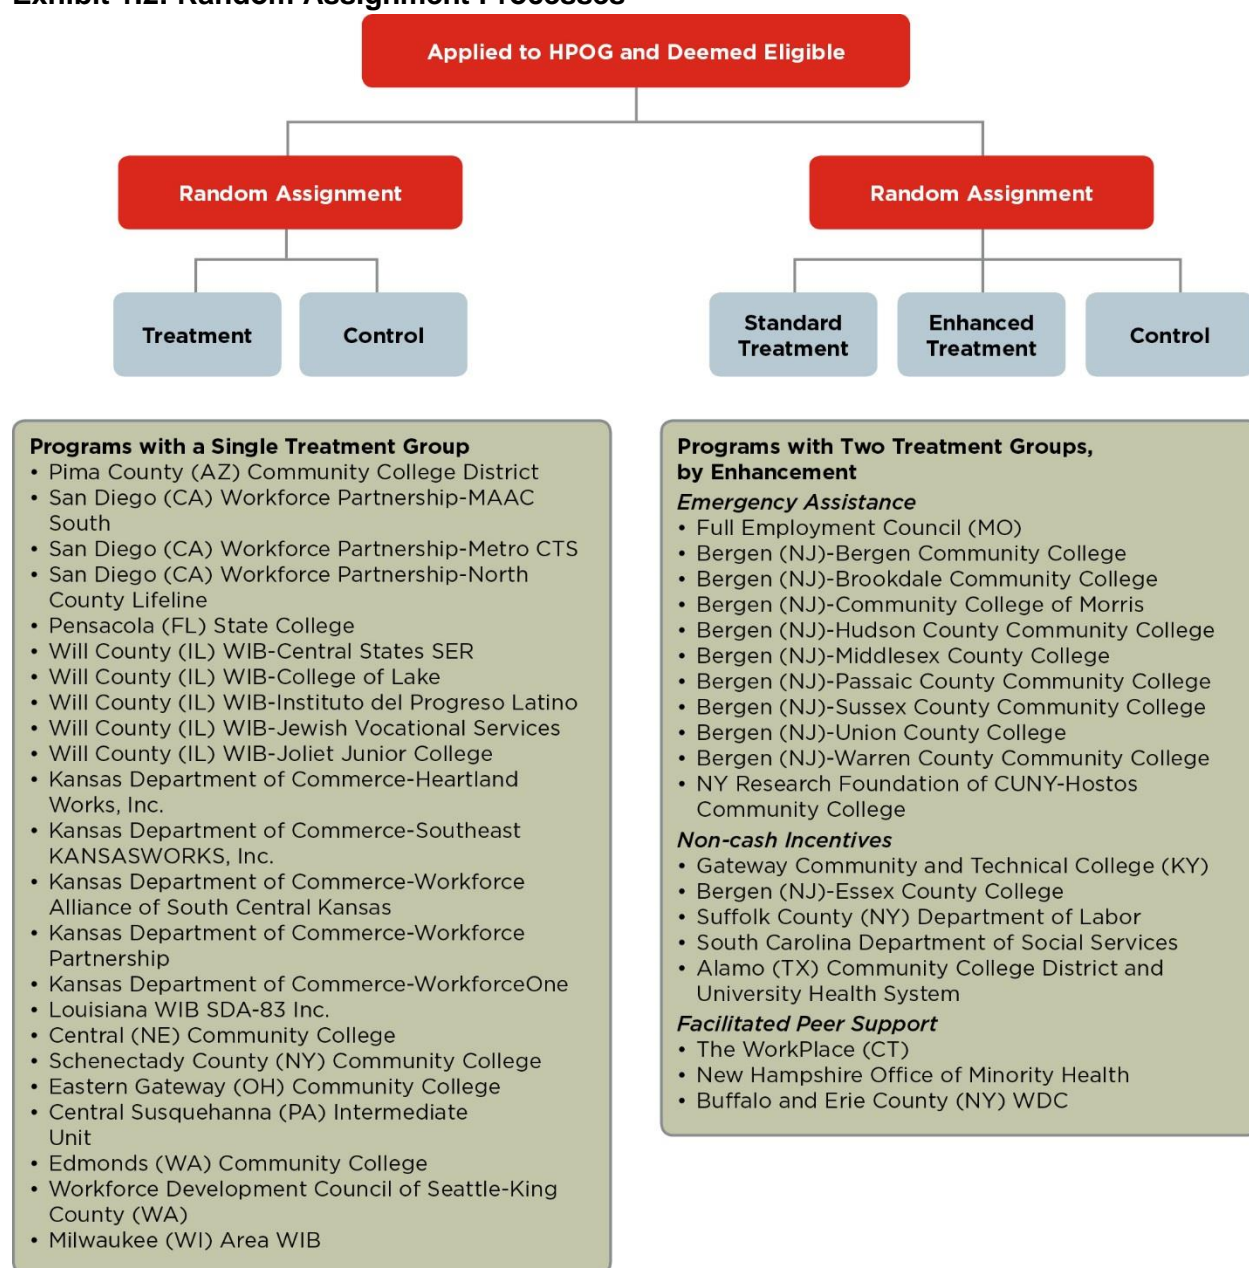 Exhibit 1.2: Random Assignment Processes
Applied to HPOG and Deemed Eligible
Random Assignment
Random Assignment
Treatment
Control
Standard
Treatment
Enhanced
Treatment
Control
Programs with a Single Treatment Group
• Pima County (AZ) Community College District
• San Diego (CA) Workforce Partnership-MAAC
South
• San Diego (CA) Workforce Partnership-Metro CTS
• San Diego (CA) Workforce Partnership-North
County Lifeline
• Pensacola (FL) State College
• Will County (IL) WIB-Central States SER
• Will County (IL) WIB-College of Lake
• Will County (IL) WIB-Instituto del Progreso Latino
• Will County (IL) WIB-Jewish Vocational Services
• Will County (IL) WIB-Joliet Junior College
• Kansas Department of Commerce-Heartland
Works, Inc.
• Kansas Department of Commerce-Southeast
KANSASWORKS, Inc.
• Kansas Department of Commerce-Workforce
Alliance of South Central Kansas
• Kansas Department of Commerce-Workforce
Partnership
• Kansas Department of Commerce-WorkforceOne
• Louisiana WIB SDA-83 Inc.
• Central (NE) Community College
• Schenectady County (NY) Community College
• Eastern Gateway (OH) Community College
• Central Susquehanna (PA) Intermediate
Unit
• Edmonds (WA) Community College
• Workforce Development Council of Seattle-King
County (WA)
• Milwaukee (WI) Area WIB
Programs with Two Treatment Groups,
by Enhancement
Emergency Assistance
• Full Employment Council (MO)
• Bergen (NJ)-Bergen Community College
• Bergen (NJ)-Brookdale Community College
• Bergen (NJ)-Community College of Morris
• Bergen (NJ)-Hudson County Community College
• Bergen (NJ)-Middlesex County College
• Bergen (NJ)-Passaic County Community College
• Bergen (NJ)-Sussex County Community College
• Bergen (NJ)-Union County College
• Bergen (NJ)-Warren County Community College
• NY Research Foundation of CUNY-Hostos
Community College
Non-cash Incentives
• Gateway Community and Technical College (KY)
• Bergen (NJ)-Essex County College
• Suffolk County (NY) Department of Labor
• South Carolina Department of Social Services
• Alamo (TX) Community College District and
University Health System
Facilitated Peer Support
• The WorkPlace (CT)
• New Hampshire Office of Minority Health
• Buffalo and Erie County (NY) WDC